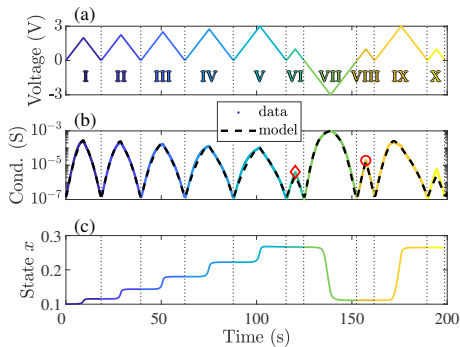 (a)
Voltage (V)
3
0
-3
I II III IV V VI VII VIII IX X
(b)
data
model
Cond. (S)
10-3
10-5
10-7
(c)
State x
0.3
0.2
0.1
0 50 100 150 200
Time (s)